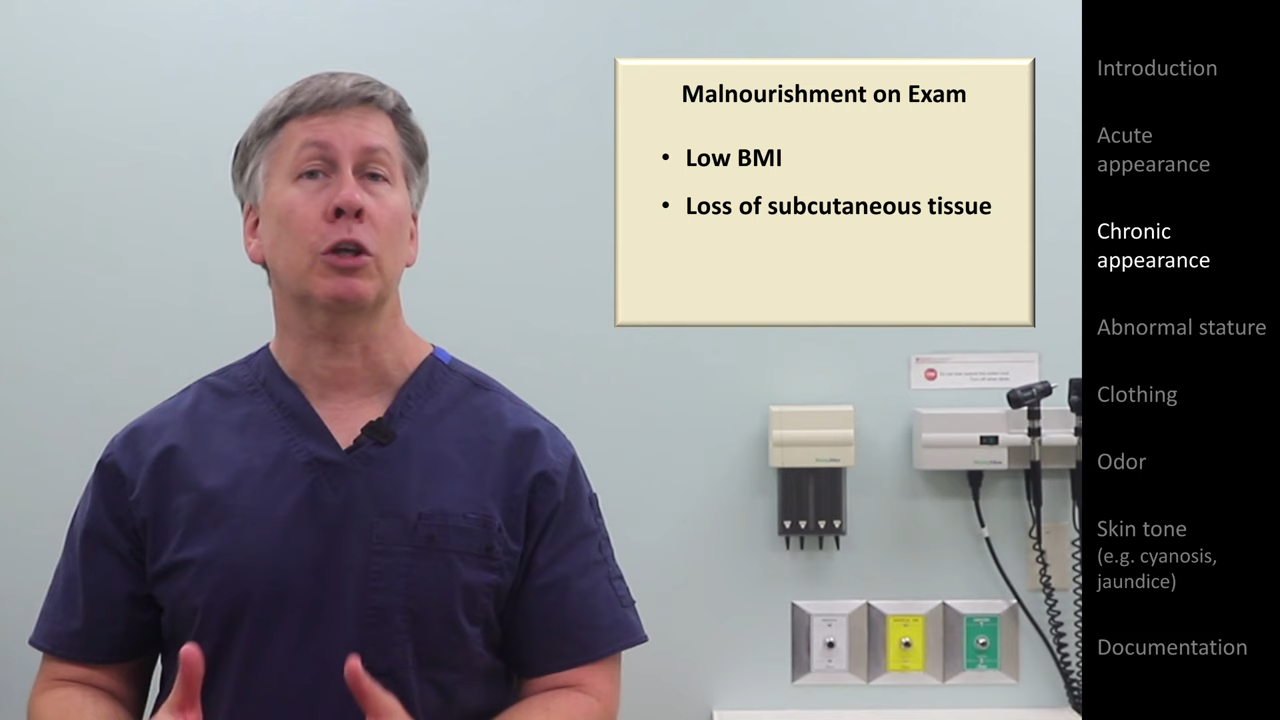 Malnourishment on Exam
• Low BMI
• Loss of subcutaneous tissue
Introduction
Acute
appearance
Chronic
appearance
Abnormal stature
Clothing
Odor
Skin tone
(e.g. cyanosis,
jaundice)
Documentation